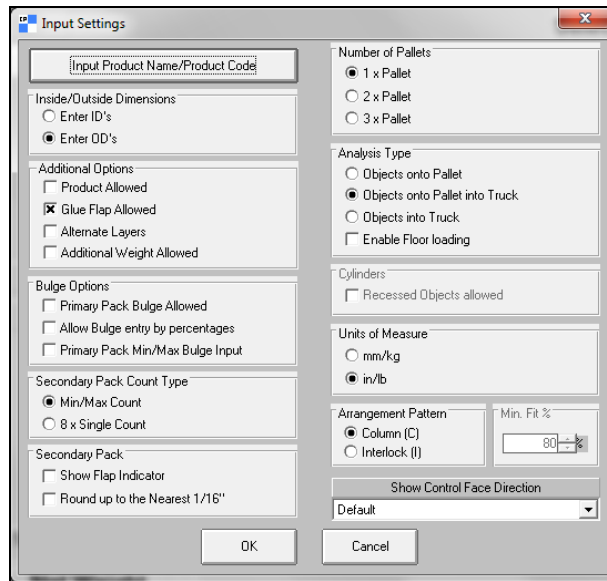 CP
Input Settings
Input Product Name/Product Code
Inside/Outside Dimensions
Enter ID's
Enter OD's
Additional Options
Product Allowed
Glue Flap Allowed
Alternate Layers
Additional Weight Allowed
Bulge Options
Primary Pack Bulge Allowed
Allow Bulge entry by percentages
Primary Pack Min/Max Bulge Input
Secondary Pack Count Type
Min/Max Count
8 x Single Count
Secondary Pack
Show Flap Indicator
Round up to the Nearest 1/16"
Number of Pallets
1 x Pallet
2 x Pallet
3 x Pallet
Analysis Type
Objects onto Pallet
Objects onto Pallet into Truck
Objects into Truck
Enable Floor loading
Cylinders
Recessed Objects allowed
Units of Measure
mm/kg
in/lb
Arrangement Pattern
Column (C)
Interlock (I)
Min. Fit %
80 %
Show Control Face Direction
Default
OK
Cancel